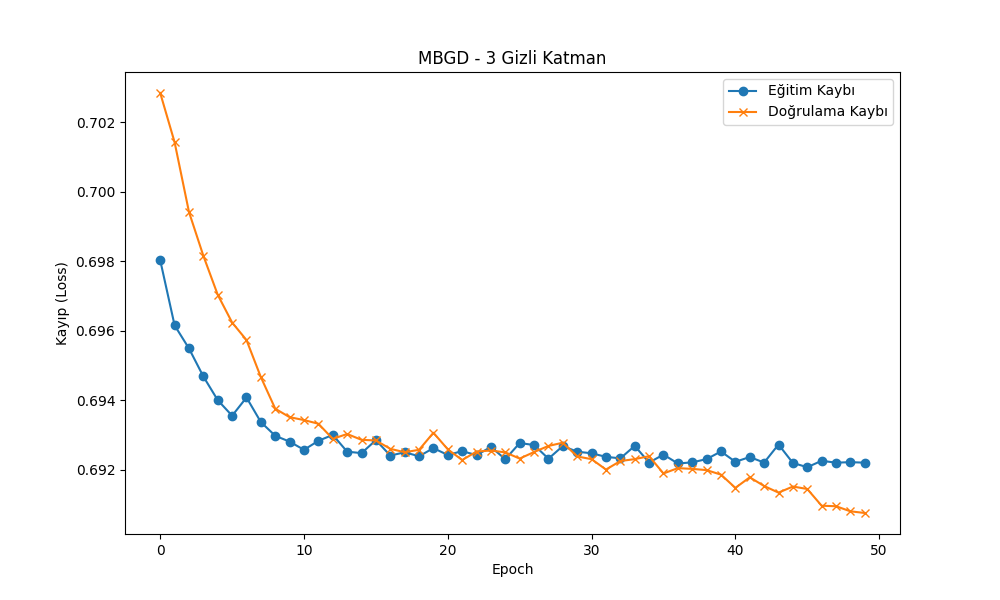 MBGD - 3 Gizli Katman
Eğitim Kaybı
Doğrulama Kaybı
Kayıp (Loss)
0.702
0.700
0.698
0.696
0.694
0.692
0
10
20
30
40
50
Epoch